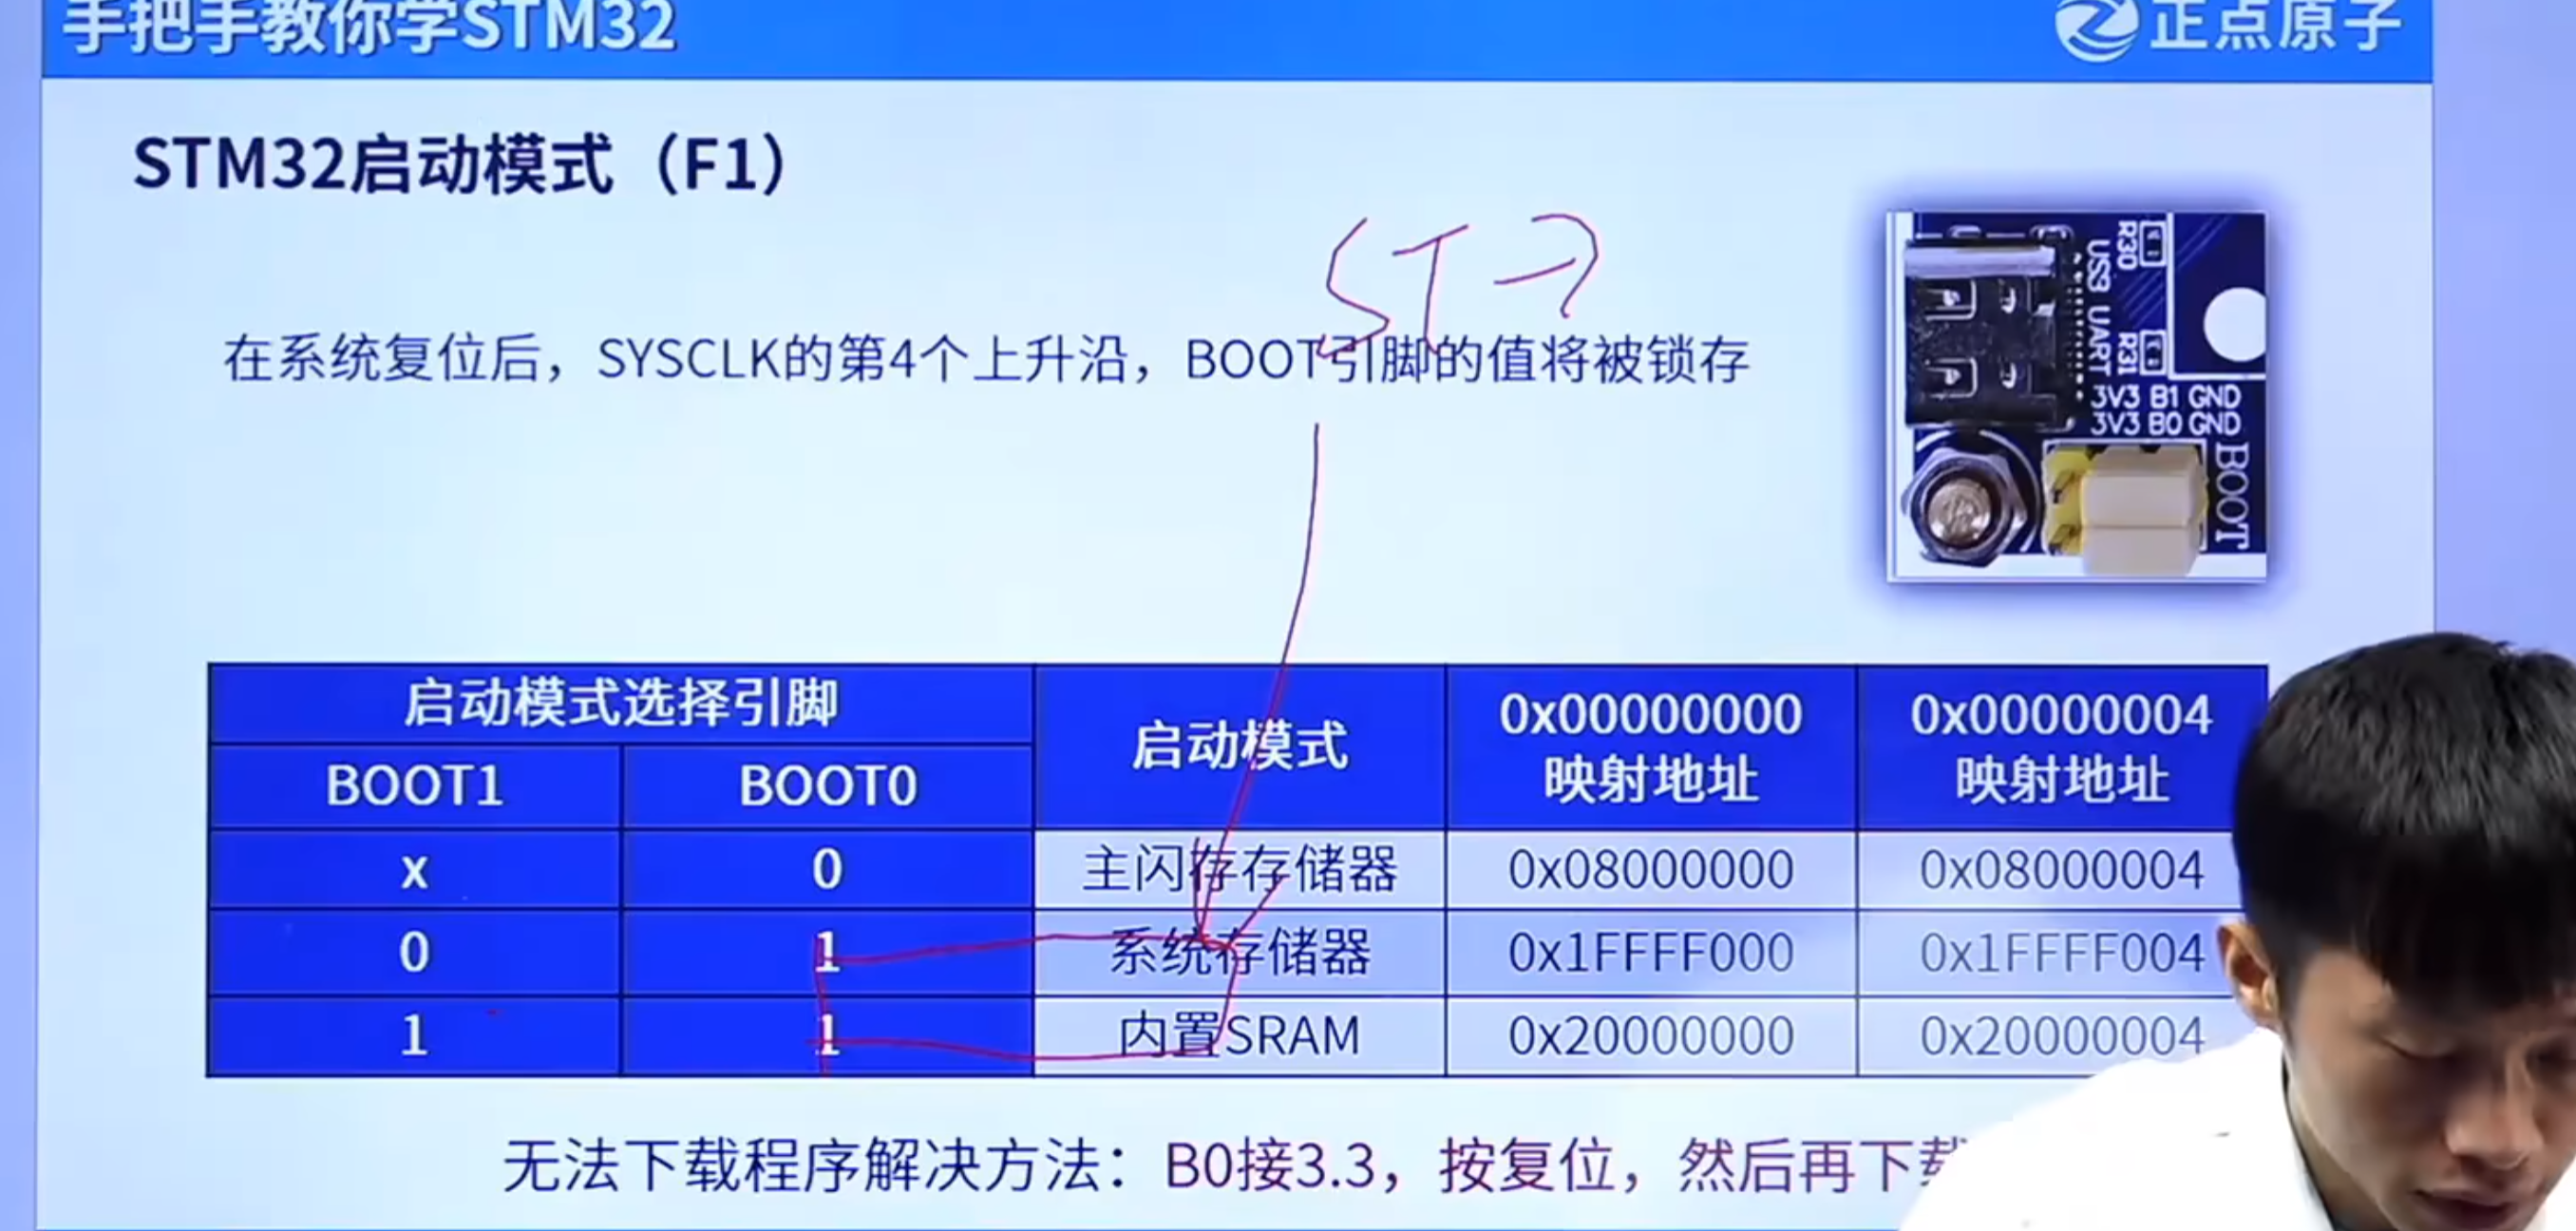 手把手教你学STM32
正点原子
STM32启动模式（F1）
ST
在系统复位后，SYSCLK的第4个上升沿，BOOT引脚的值将被锁存
R30
USB UART
R31
3V3 B1 GND
3V3 B0 GND
BOOT
启动模式选择引脚 启动模式 0x00000000 映射地址 0x00000004 映射地址
BOOT1 BOOT0
x 0 主闪存存储器 0x08000000 0x08000004
0 1 系统存储器 0x1FFFF000 0x1FFFF004
1 1 内置SRAM 0x20000000 0x20000004
无法下载程序解决方法：B0接3.3，按复位，然后再下